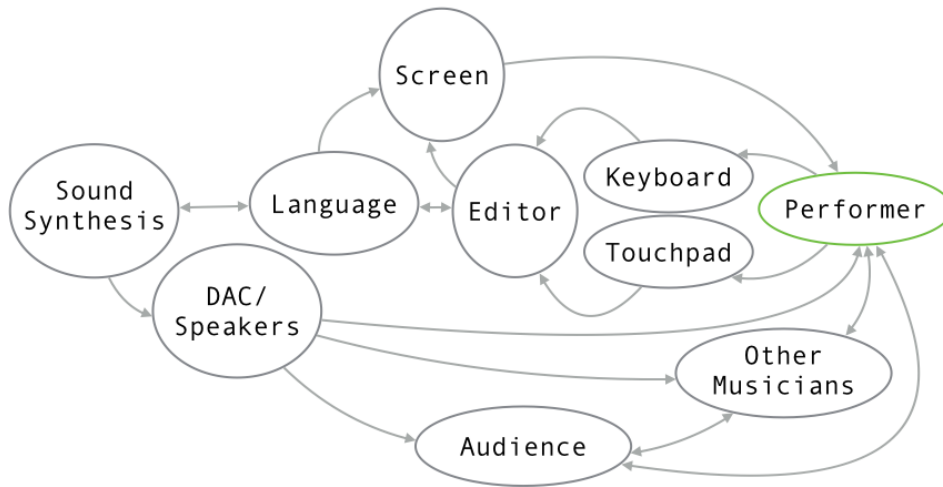 Screen
Sound
Synthesis
Language
Editor
Keyboard
Touchpad
Performer
DAC/
Speakers
Other
Musicians
Audience